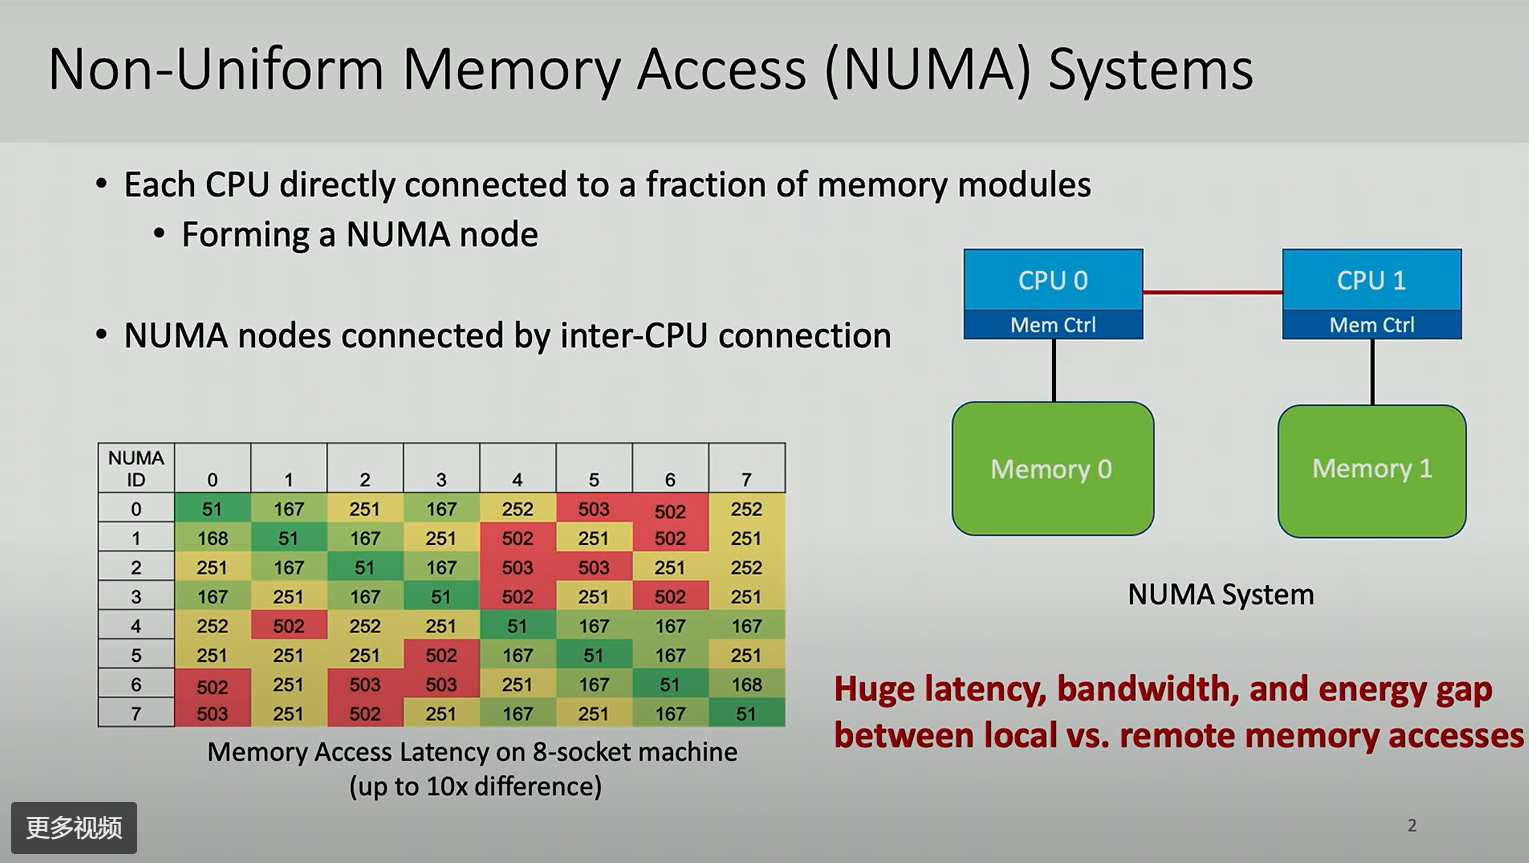 Non-Uniform Memory Access (NUMA) Systems
• Each CPU directly connected to a fraction of memory modules
• Forming a NUMA node
• NUMA nodes connected by inter-CPU connection
CPU 0
CPU 1
Mem Ctrl
Mem Ctrl
Memory 0
Memory 1
NUMA System
NUMA
ID 0 1 2 3 4 5 6 7
0 51 167 251 167 252 503 502 252
1 168 51 167 251 502 251 502 251
2 251 167 51 167 503 503 251 252
3 167 251 167 51 502 251 502 251
4 252 502 252 251 51 167 167 167
5 251 251 251 502 167 51 167 251
6 502 251 503 503 251 167 51 168
7 503 251 502 251 167 251 167 51
Memory Access Latency on 8-socket machine
(up to 10x difference)
Huge latency, bandwidth, and energy gap
between local vs. remote memory accesses
更多视频
2